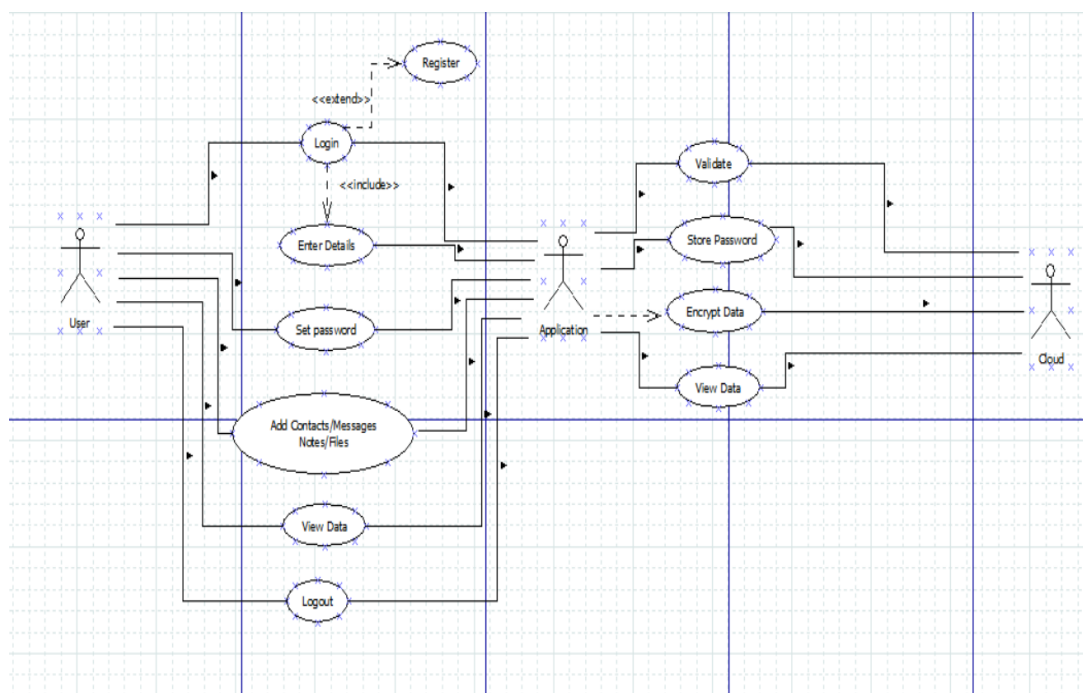 Register
<<extend>>
Login
Validate
<<include>>
Enter Details
Store Password
User
Set password
Application
Encrypt Data
Cloud
View Data
Add Contacts/Messages
Notes/Files
View Data
Logout